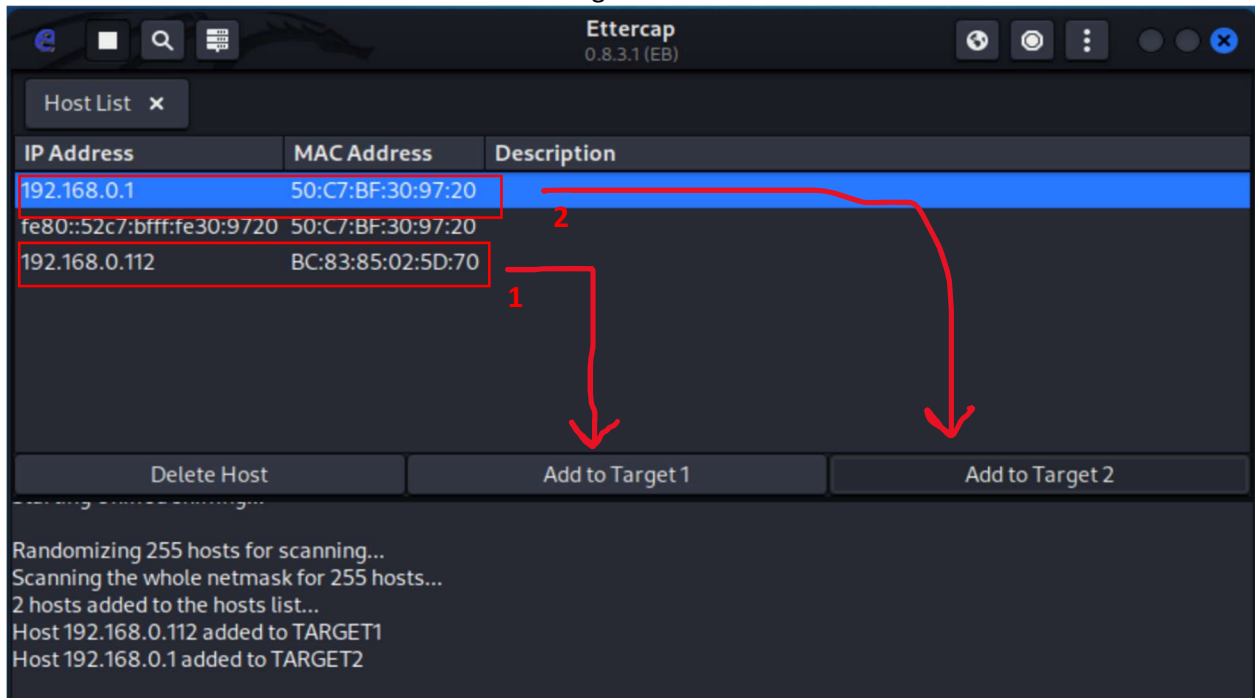 Ettercap
0.8.3.1 (EB)
Host List ×
IP Address MAC Address Description
192.168.0.1 50:C7:BF:30:97:20
2
fe80::52c7:bfff:fe30:9720 50:C7:BF:30:97:20
192.168.0.112 BC:83:85:02:5D:70
1
Delete Host Add to Target 1 Add to Target 2
Randomizing 255 hosts for scanning...
Scanning the whole netmask for 255 hosts...
2 hosts added to the hosts list...
Host 192.168.0.112 added to TARGET1
Host 192.168.0.1 added to TARGET2